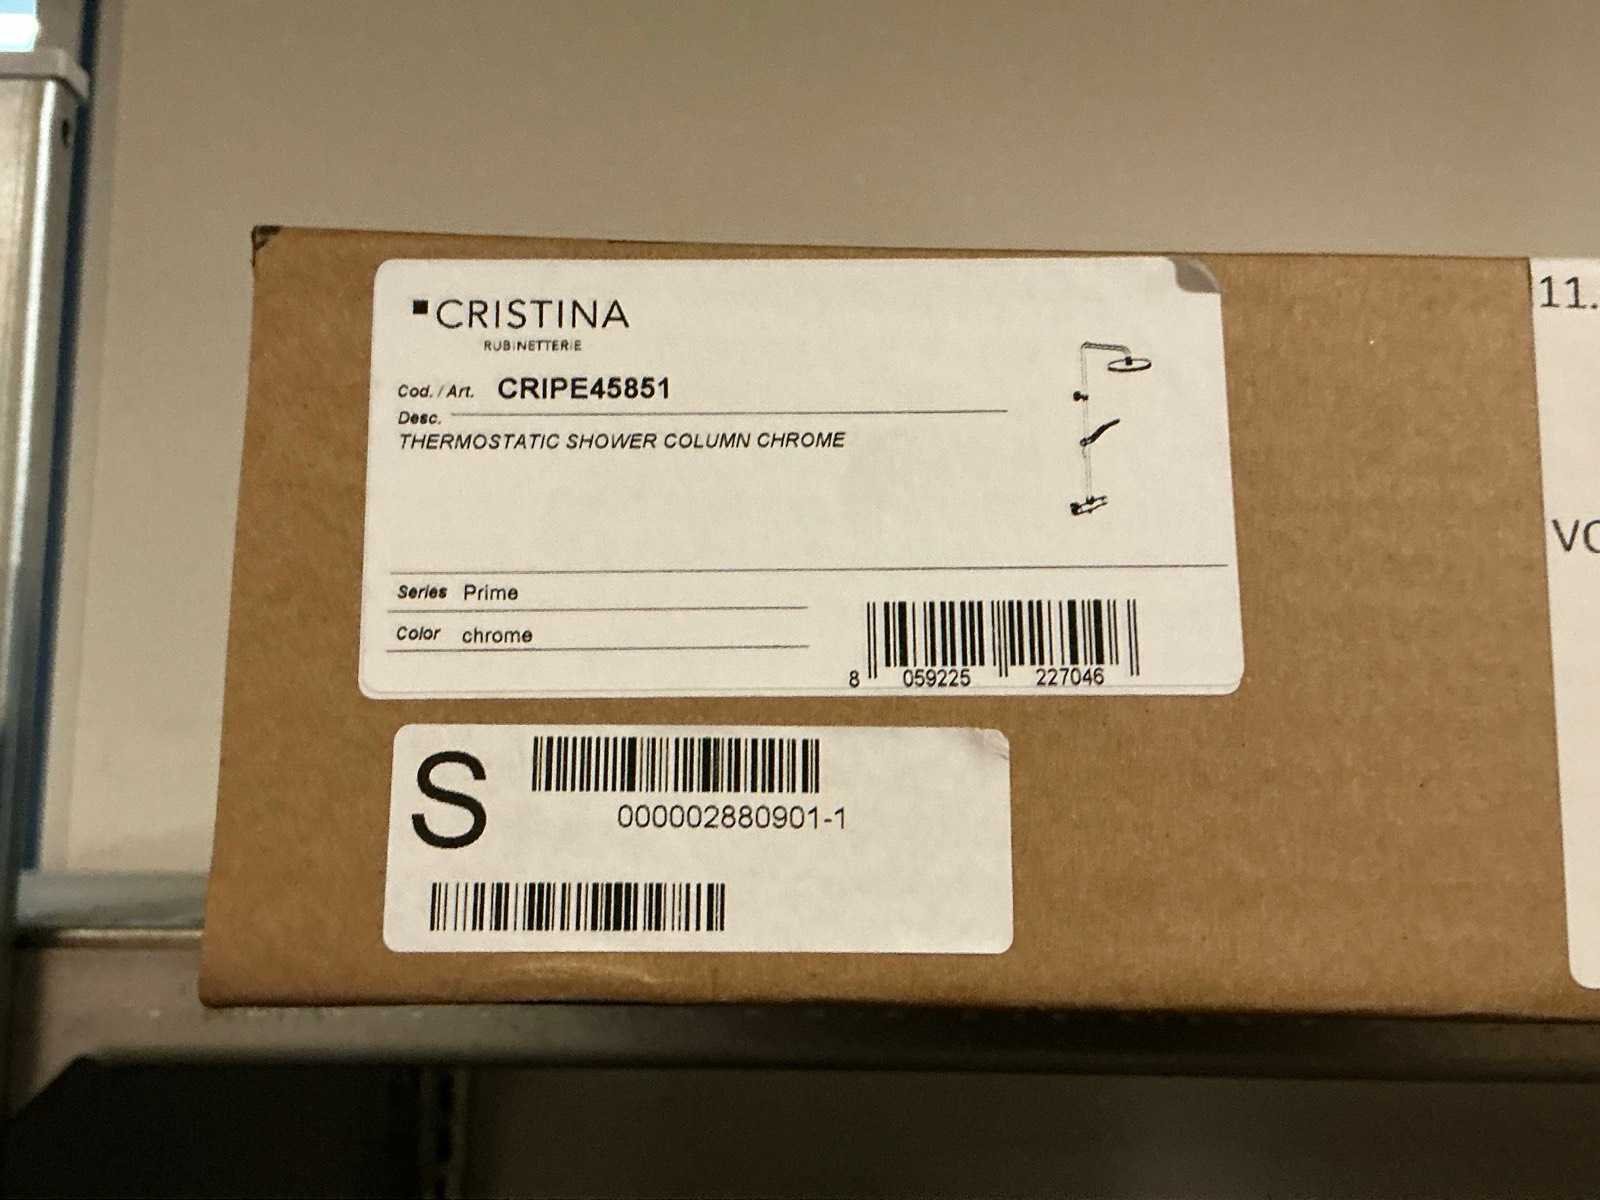 CRISTINA
RUBINETTERIE
Cod. / Art. CRIPE45851
Desc.
THERMOSTATIC SHOWER COLUMN CHROME
Series Prime
Color chrome
8 059225 227046
S
000002880901-1
11.
VO